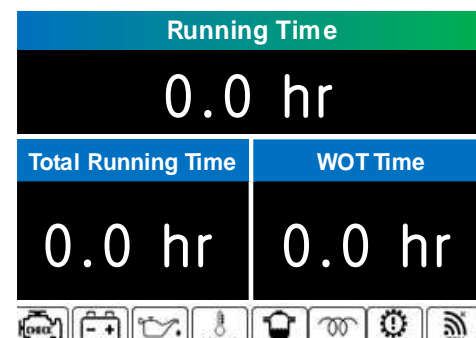 Running Time
0.0 hr
Total Running Time
WOT Time
0.0 hr
0.0 hr
CHECK
- +
!